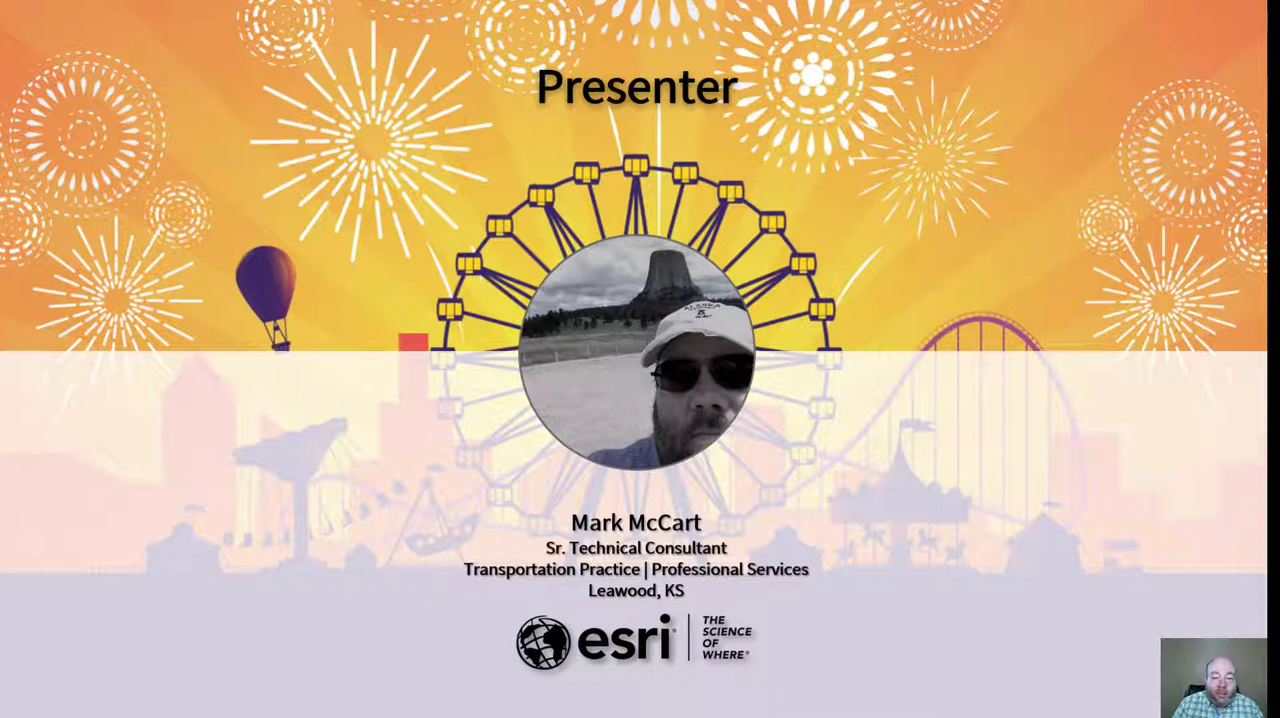 Presenter
Mark McCart
Sr. Technical Consultant
Transportation Practice | Professional Services
Leawood, KS
esri
THE
SCIENCE
OF
WHERE®